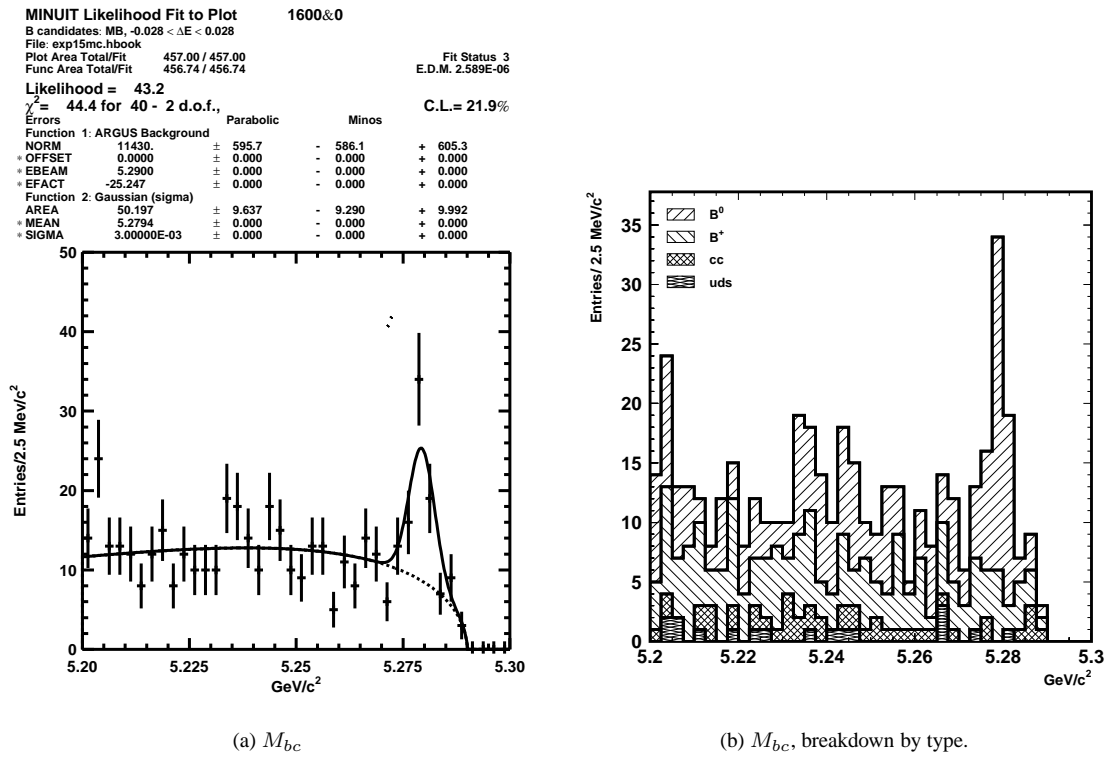 MINUIT Likelihood Fit to Plot 1600&0
B candidates: MB, -0.028 < ΔE < 0.028
File: exp15mc.hbook
Plot Area Total/Fit 457.00 / 457.00 Fit Status 3
Func Area Total/Fit 456.74 / 456.74 E.D.M. 2.589E-06
Likelihood = 43.2
χ²= 44.4 for 40 - 2 d.o.f., C.L.= 21.9%
Errors Parabolic Minos
Function 1: ARGUS Background
NORM 11430. ± 595.7 - 586.1 + 605.3
* OFFSET 0.0000 ± 0.000 - 0.000 + 0.000
* EBEAM 5.2900 ± 0.000 - 0.000 + 0.000
* EFACT -25.247 ± 0.000 - 0.000 + 0.000
Function 2: Gaussian (sigma)
AREA 50.197 ± 9.637 - 9.290 + 9.992
* MEAN 5.2794 ± 0.000 - 0.000 + 0.000
* SIGMA 3.00000E-03 ± 0.000 - 0.000 + 0.000
50
40
30
20
10
0
Entries/2.5 Mev/c²
5.20 5.225 5.25 5.275 5.30
GeV/c²
(a) M_bc
Entries/ 2.5 MeV/c²
35
30
25
20
15
10
5
0
B⁰
B⁺
cc
uds
5.2 5.22 5.24 5.26 5.28 5.3
GeV/c²
(b) M_bc, breakdown by type.